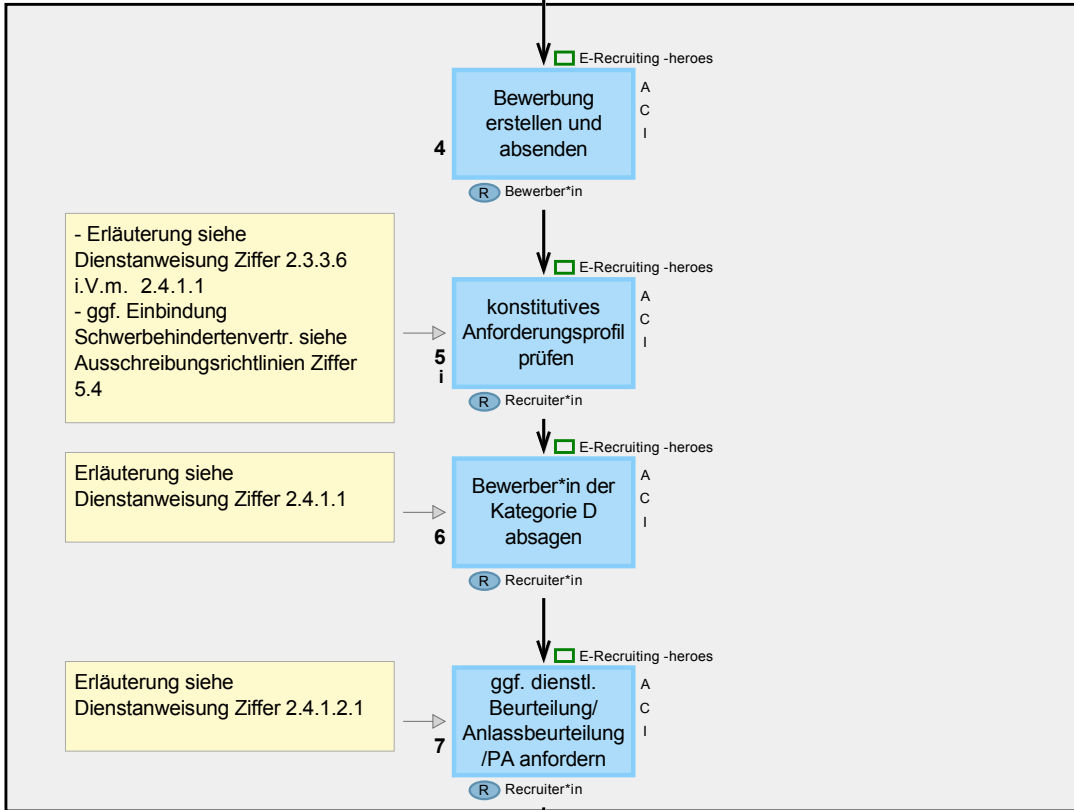 E-Recruiting -heroes
Bewerbung
erstellen und
absenden
A
C
I
4
R Bewerber*in
- Erläuterung siehe
Dienstanweisung Ziffer 2.3.3.6
i.V.m. 2.4.1.1
- ggf. Einbindung
Schwerbehindertenvertr. siehe
Ausschreibungsrichtlinien Ziffer
5.4
E-Recruiting -heroes
konstitutives
Anforderungsprofil
prüfen
A
C
I
5
i
R Recruiter*in
Erläuterung siehe
Dienstanweisung Ziffer 2.4.1.1
E-Recruiting -heroes
Bewerber*in der
Kategorie D
absagen
A
C
I
6
R Recruiter*in
Erläuterung siehe
Dienstanweisung Ziffer 2.4.1.2.1
E-Recruiting -heroes
ggf. dienstl.
Beurteilung/
Anlassbeurteilung
/PA anfordern
A
C
I
7
R Recruiter*in